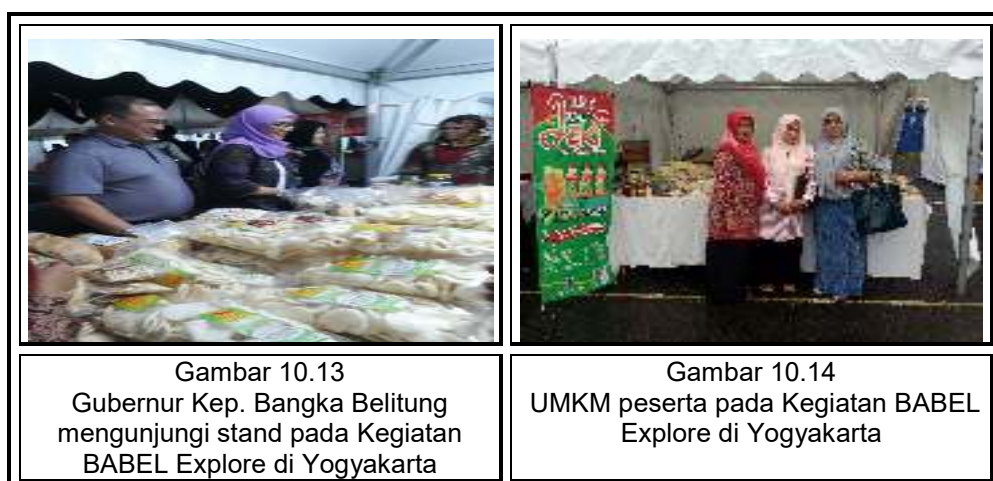 Gambar 10.13
Gubernur Kep. Bangka Belitung
mengunjungi stand pada Kegiatan
BABEL Explore di Yogyakarta
Gambar 10.14
UMKM peserta pada Kegiatan BABEL
Explore di Yogyakarta